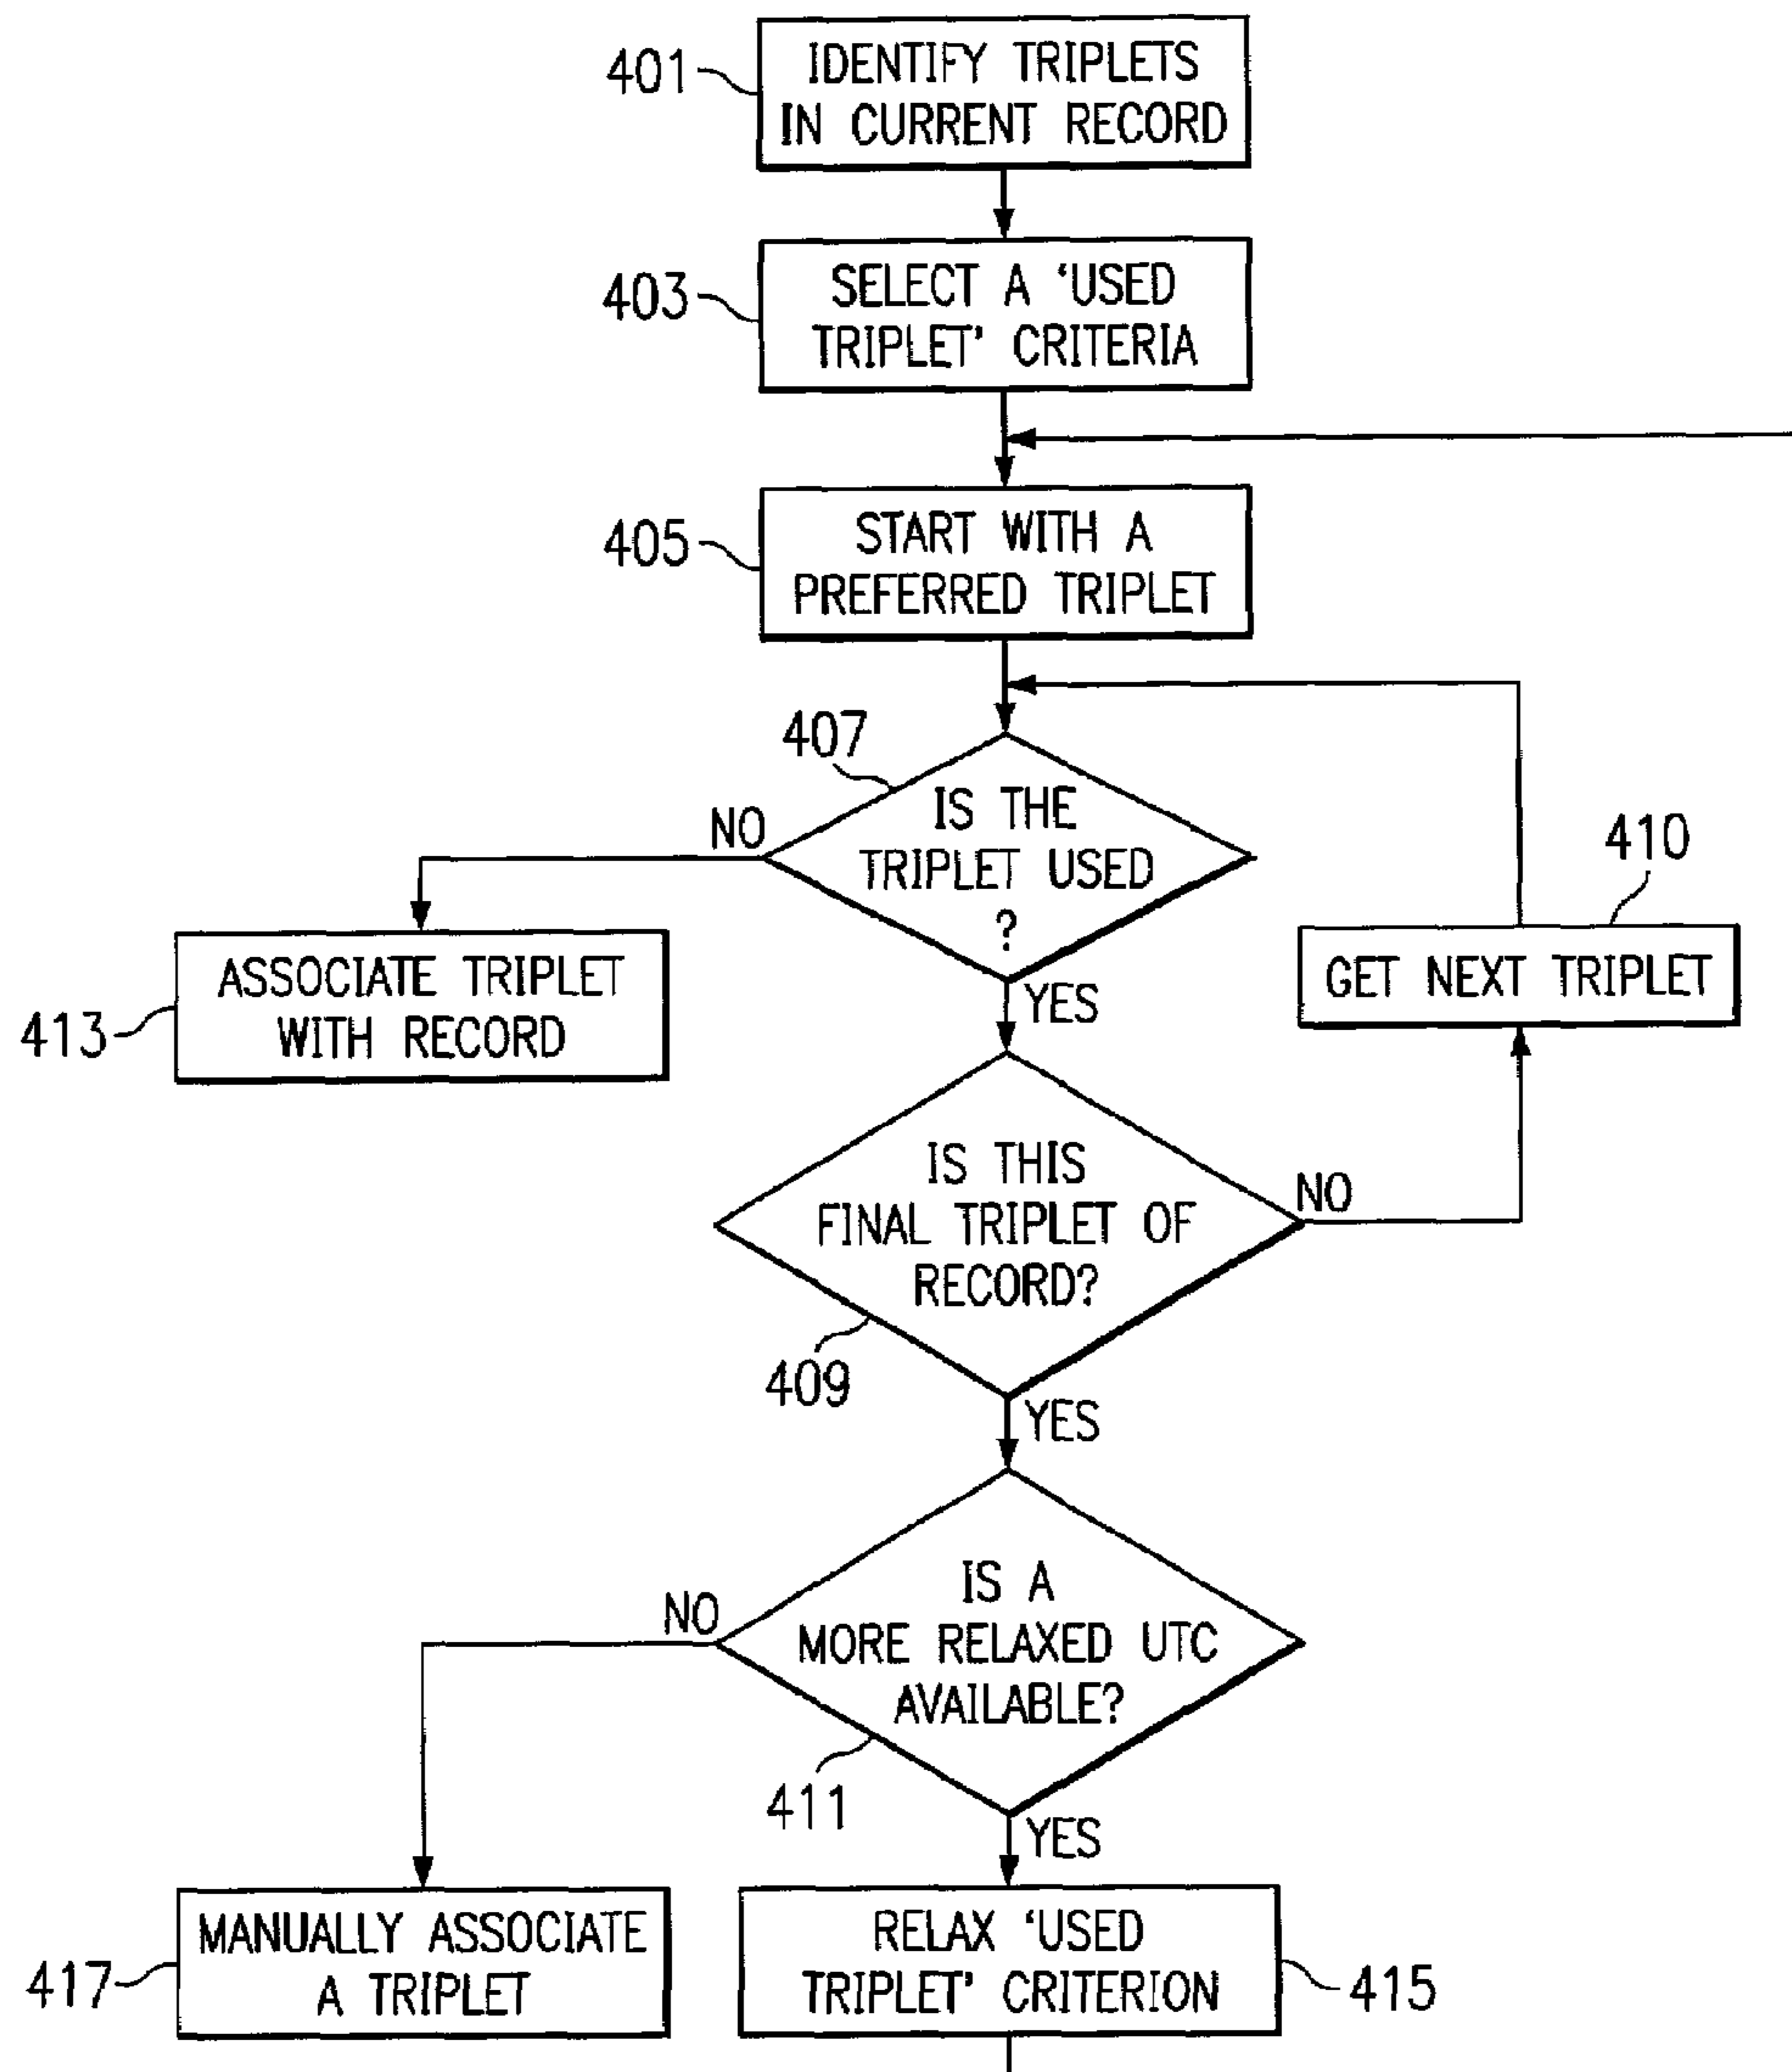 401
IDENTIFY TRIPLETS
IN CURRENT RECORD
403
SELECT A ‘USED
TRIPLET’ CRITERIA
405
START WITH A
PREFERRED TRIPLET
407
NO
IS THE
TRIPLET USED
?
YES
410
GET NEXT TRIPLET
413
ASSOCIATE TRIPLET
WITH RECORD
IS THIS
FINAL TRIPLET OF
RECORD?
NO
409
YES
NO
IS A
MORE RELAXED UTC
AVAILABLE?
411
YES
417
MANUALLY ASSOCIATE
A TRIPLET
RELAX ‘USED
TRIPLET’ CRITERION
415